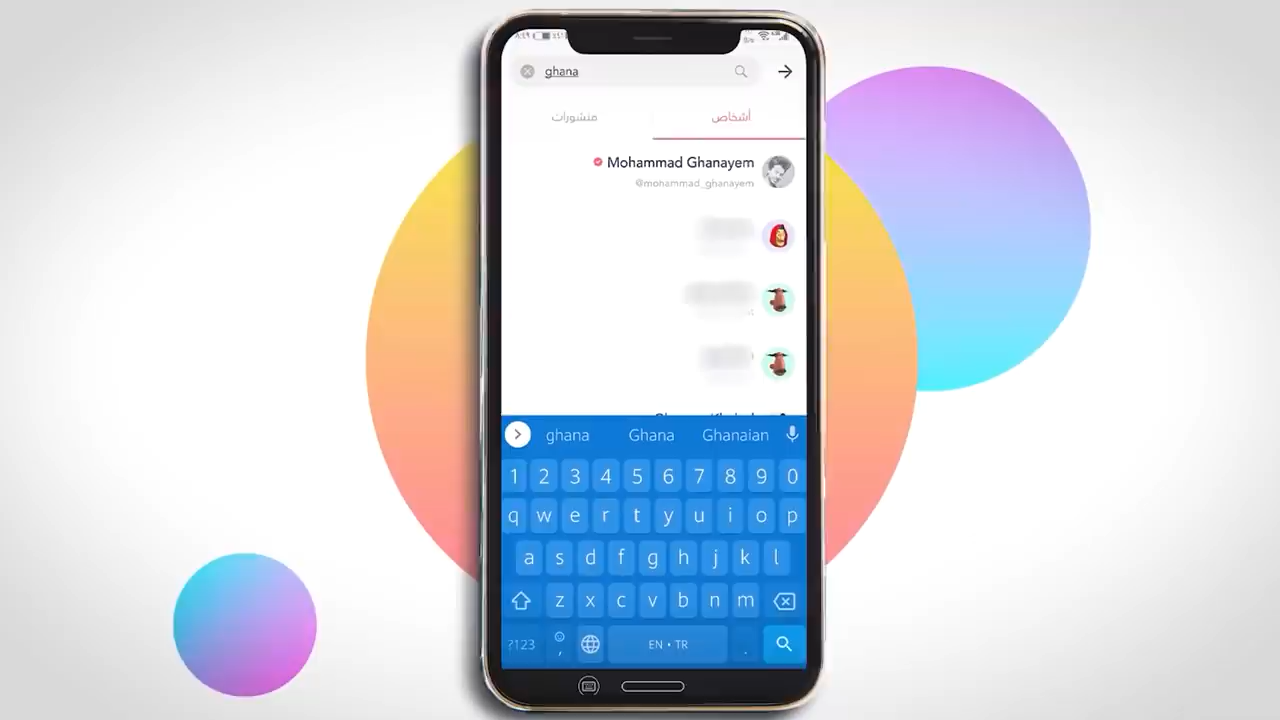 ghana
أشخاص
منشورات
Mohammad Ghanayem
@mohammad_ghanayem
ghana Ghana Ghanaian
1 2 3 4 5 6 7 8 9 0
q w e r t y u i o p
a s d f g h j k l
z x c v b n m
?123 , EN • TR .